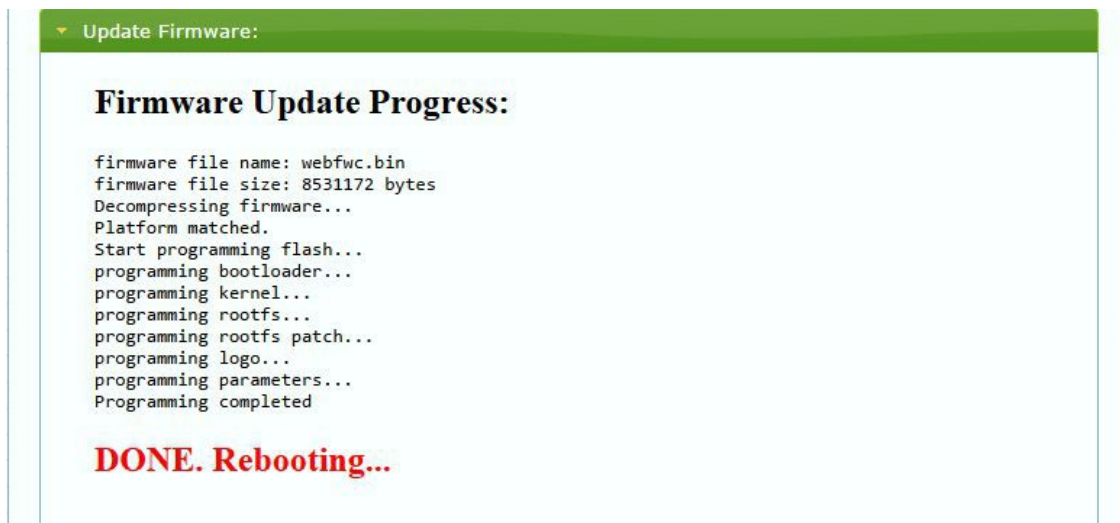 Update Firmware:
Firmware Update Progress:
firmware file name: webfwc.bin
firmware file size: 8531172 bytes
Decompressing firmware...
Platform matched.
Start programming flash...
programming bootloader...
programming kernel...
programming rootfs...
programming rootfs patch...
programming logo...
programming parameters...
Programming completed
DONE. Rebooting...